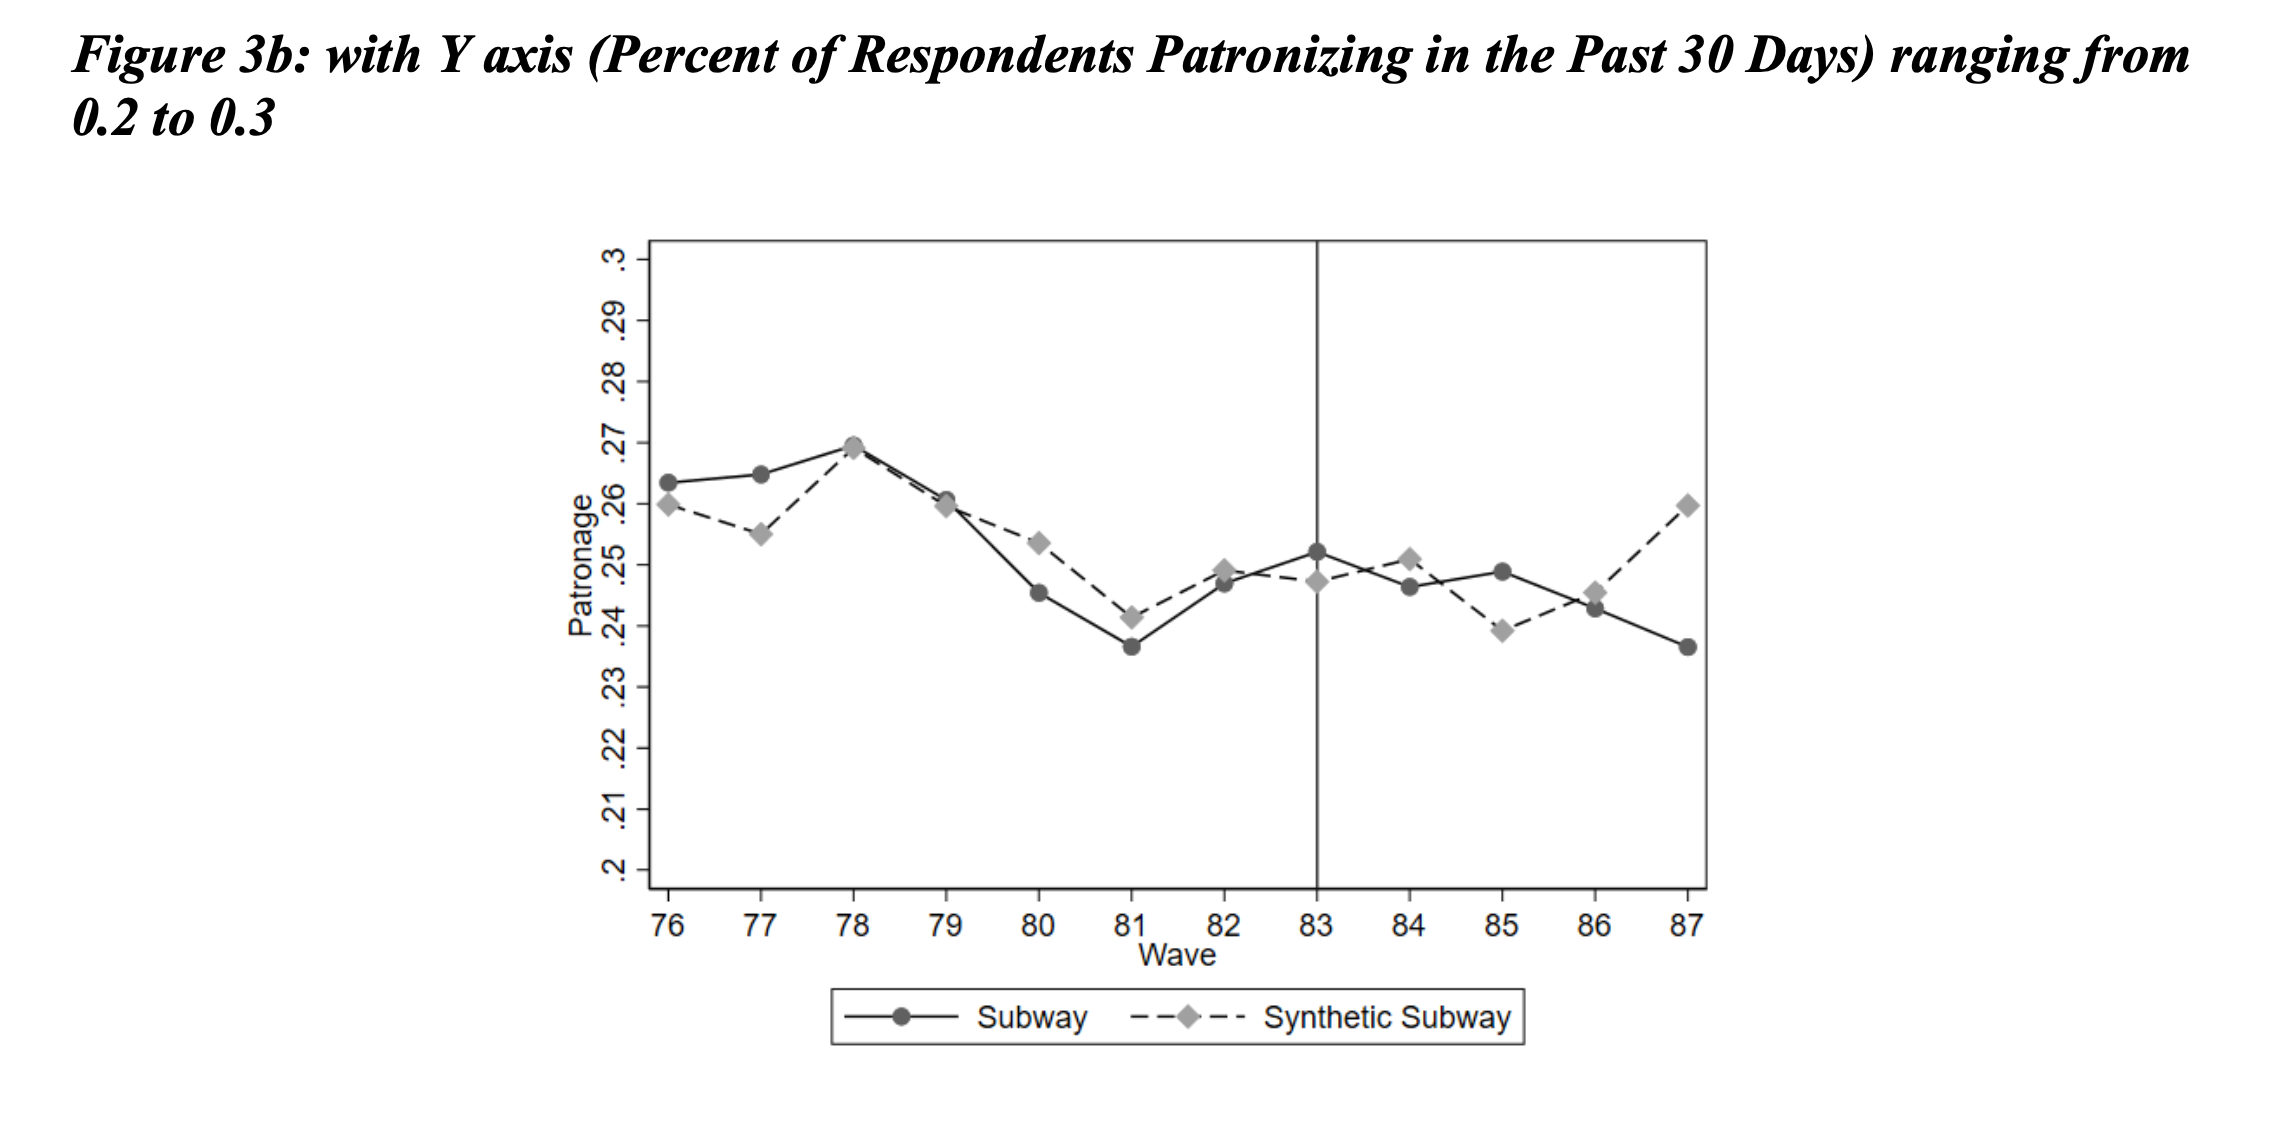 Figure 3b: with Y axis (Percent of Respondents Patronizing in the Past 30 Days) ranging from
0.2 to 0.3
.3
.29
.28
.27
.26
.25
.24
.23
.22
.21
.2
Patronage
76 77 78 79 80 81 82 83 84 85 86 87
Wave
Subway Synthetic Subway